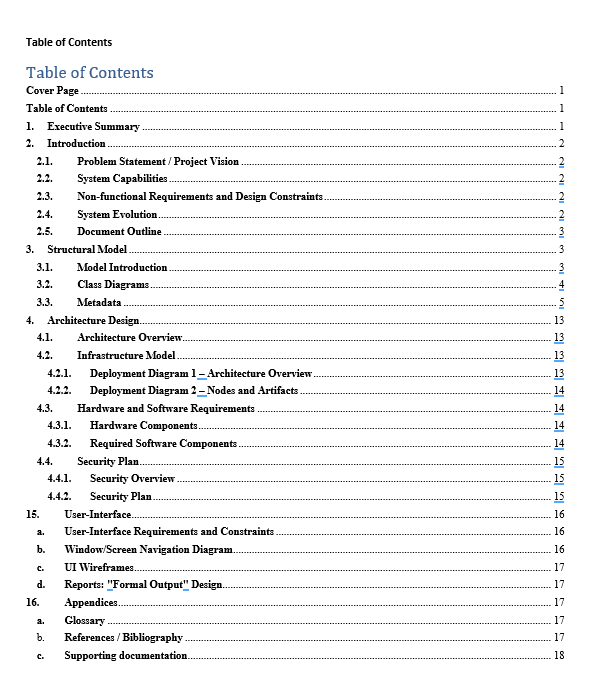 Table of Contents
Table of Contents
Cover Page 1
Table of Contents 1
1. Executive Summary 1
2. Introduction 2
2.1. Problem Statement / Project Vision 2
2.2. System Capabilities 2
2.3. Non-functional Requirements and Design Constraints 2
2.4. System Evolution 2
2.5. Document Outline 3
3. Structural Model 3
3.1. Model Introduction 3
3.2. Class Diagrams 4
3.3. Metadata 5
4. Architecture Design 13
4.1. Architecture Overview 13
4.2. Infrastructure Model 13
4.2.1. Deployment Diagram 1 – Architecture Overview 13
4.2.2. Deployment Diagram 2 – Nodes and Artifacts 14
4.3. Hardware and Software Requirements 14
4.3.1. Hardware Components 14
4.3.2. Required Software Components 14
4.4. Security Plan 15
4.4.1. Security Overview 15
4.4.2. Security Plan 15
15. User-Interface 16
a. User-Interface Requirements and Constraints 16
b. Window/Screen Navigation Diagram 16
c. UI Wireframes 17
d. Reports: "Formal Output" Design 17
16. Appendices 17
a. Glossary 17
b. References / Bibliography 17
c. Supporting documentation 18